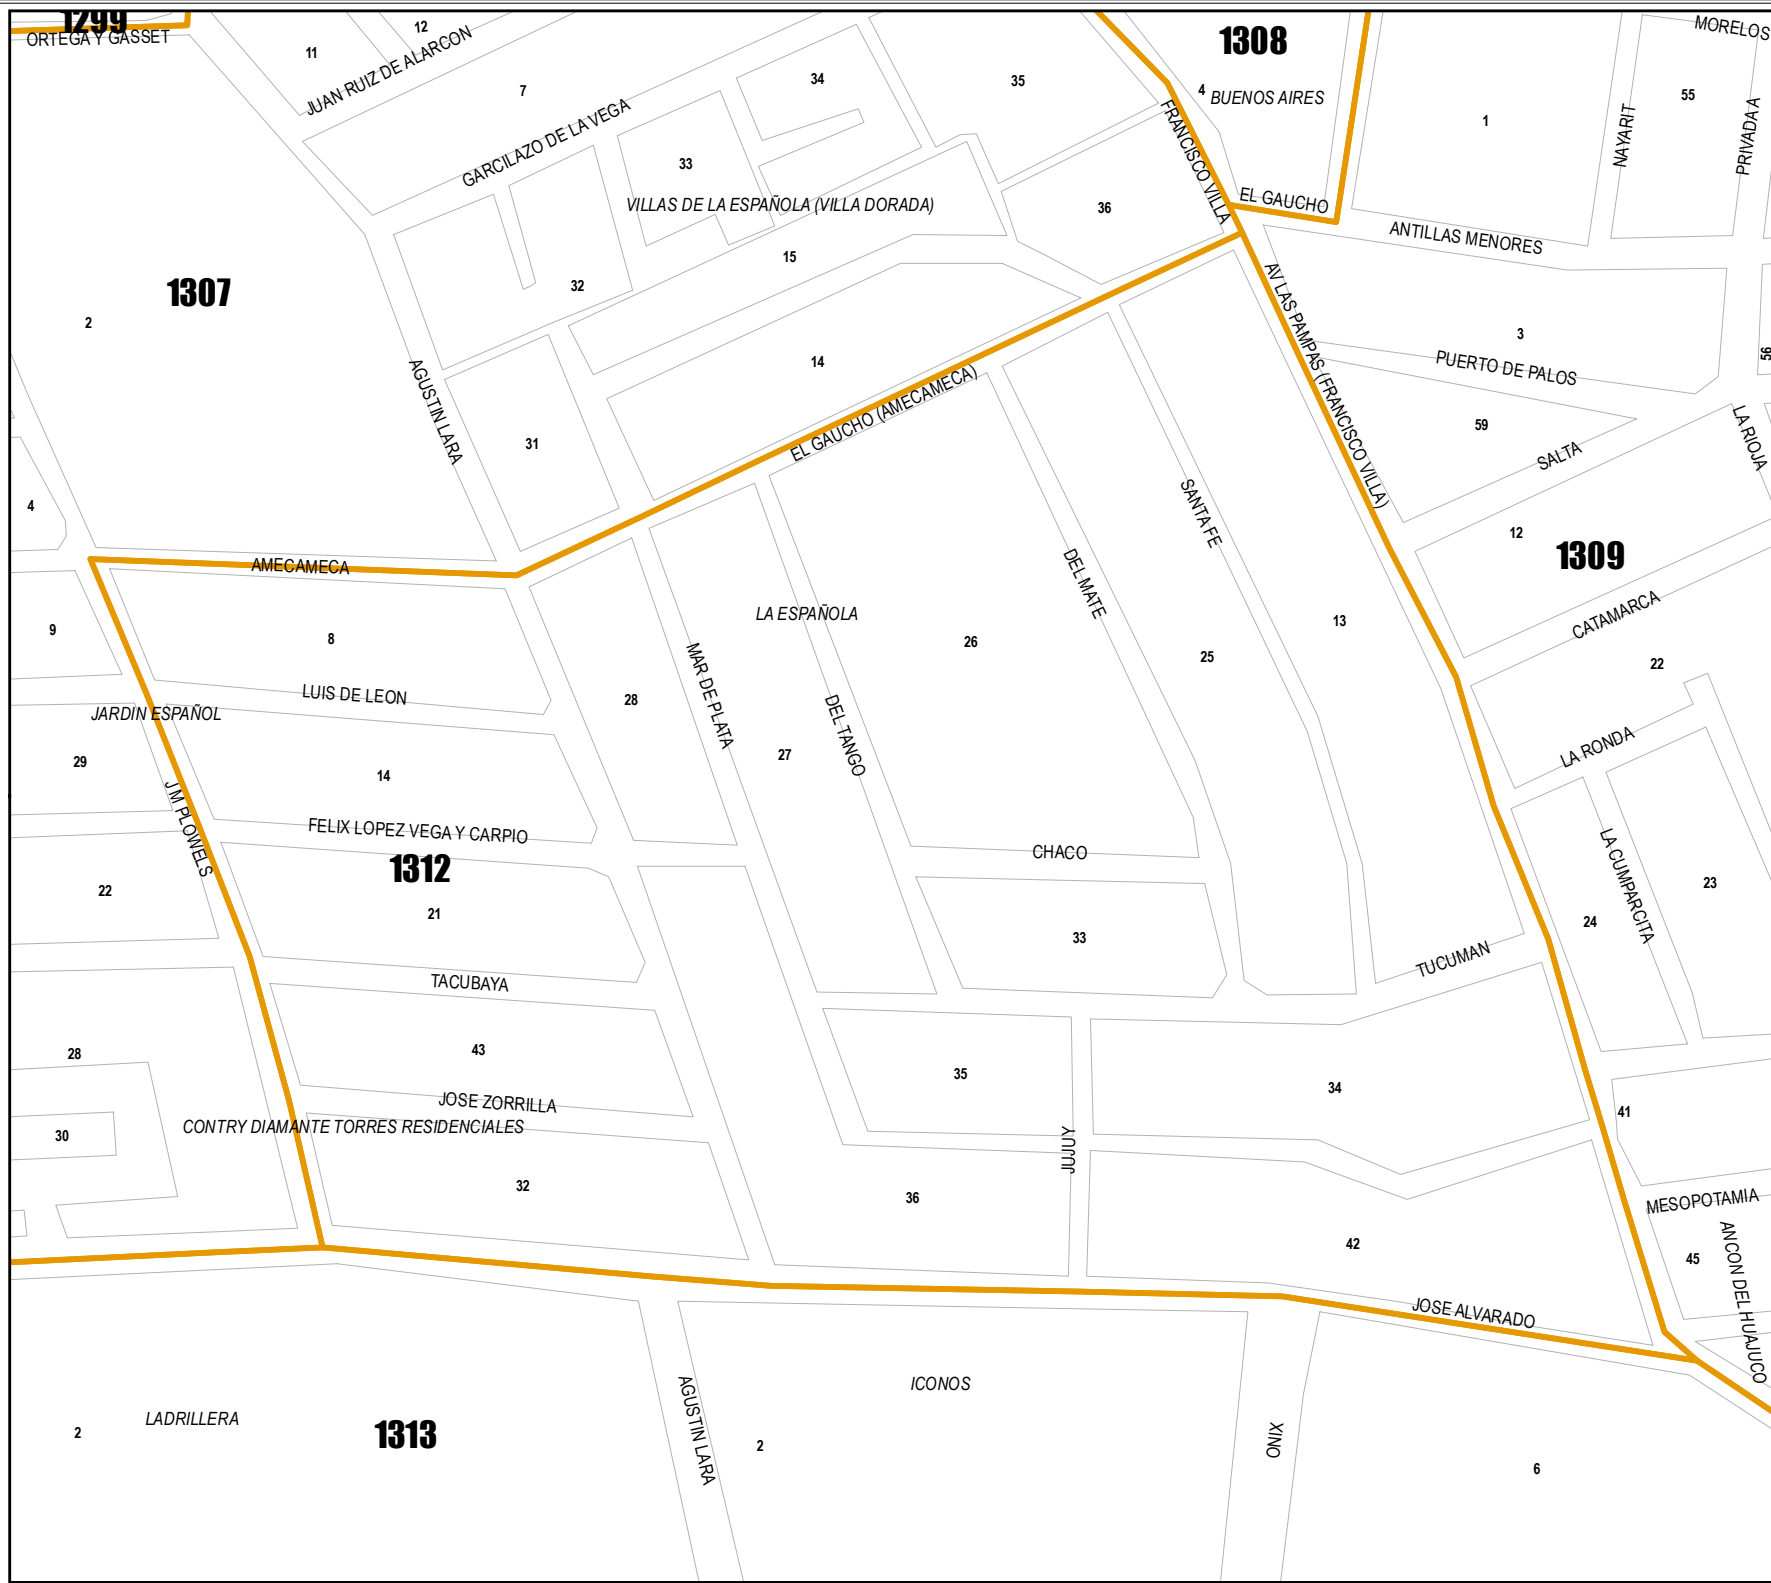 1299
ORTEGA Y GASSET
11
12
JUAN RUIZ DE ALARCON
7
34
35
1308
4
BUENOS AIRES
MORELOS
55
1
NAYARIT
PRIVADA A
GARCILAZO DE LA VEGA
33
FRANCISCO VILLA
VILLAS DE LA ESPAÑOLA (VILLA DORADA)
36
EL GAUCHO
ANTILLAS MENORES
15
32
1307
2
AV LAS PAMPAS (FRANCISCO VILLA)
3
PUERTO DE PALOS
56
14
AGUSTIN LARA
EL GAUCHO (AMECAMECA)
31
59
SALTA
LA RIOJA
4
SANTA FE
12
1309
AMECAMECA
DEL MATE
LA ESPAÑOLA
9
8
26
13
CATAMARCA
25
22
LUIS DE LEON
28
MAR DE PLATA
JARDIN ESPAÑOL
DEL TANGO
LA RONDA
29
14
27
J M PLOWELS
FELIX LOPEZ VEGA Y CARPIO
1312
CHACO
LA CUMPARCITA
22
21
23
33
24
TUCUMAN
TACUBAYA
28
43
35
34
JOSE ZORRILLA
41
CONTRY DIAMANTE TORRES RESIDENCIALES
30
JUJUY
32
36
MESOPOTAMIA
42
45
ANCON DEL HUAJUCO
JOSE ALVARADO
ICONOS
AGUSTIN LARA
LADRILLERA
1313
2
2
XINO
6